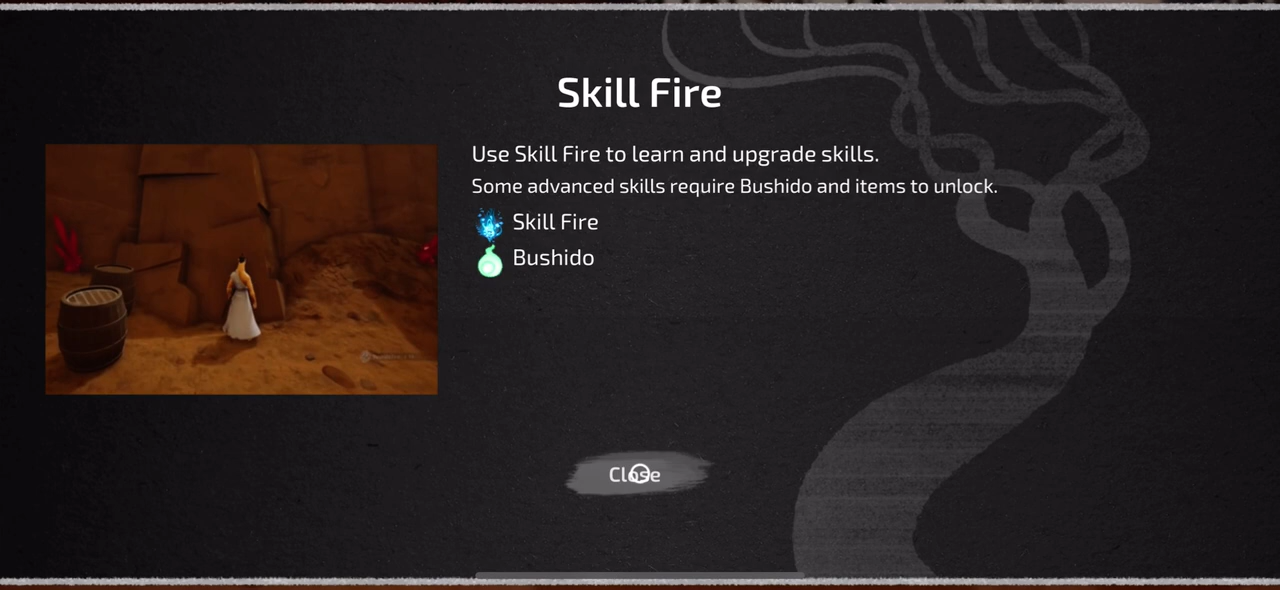 Skill Fire
Use Skill Fire to learn and upgrade skills.
Some advanced skills require Bushido and items to unlock.
Skill Fire
Bushido
Close